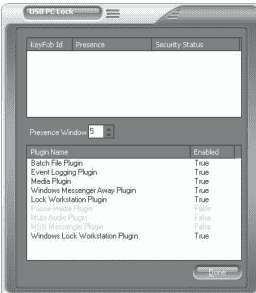 USB PC Lock
KeyFob Id Presence Security Status
Presence Window 5
Plugin Name Enabled
Batch File Plugin True
Event Logging Plugin True
Media Plugin True
Windows Messenger Away Plugin True
Lock Workstation Plugin True
Pause Media Plugin False
Mute Audio Plugin False
MSN Messenger Plugin False
Windows Lock Workstation Plugin True